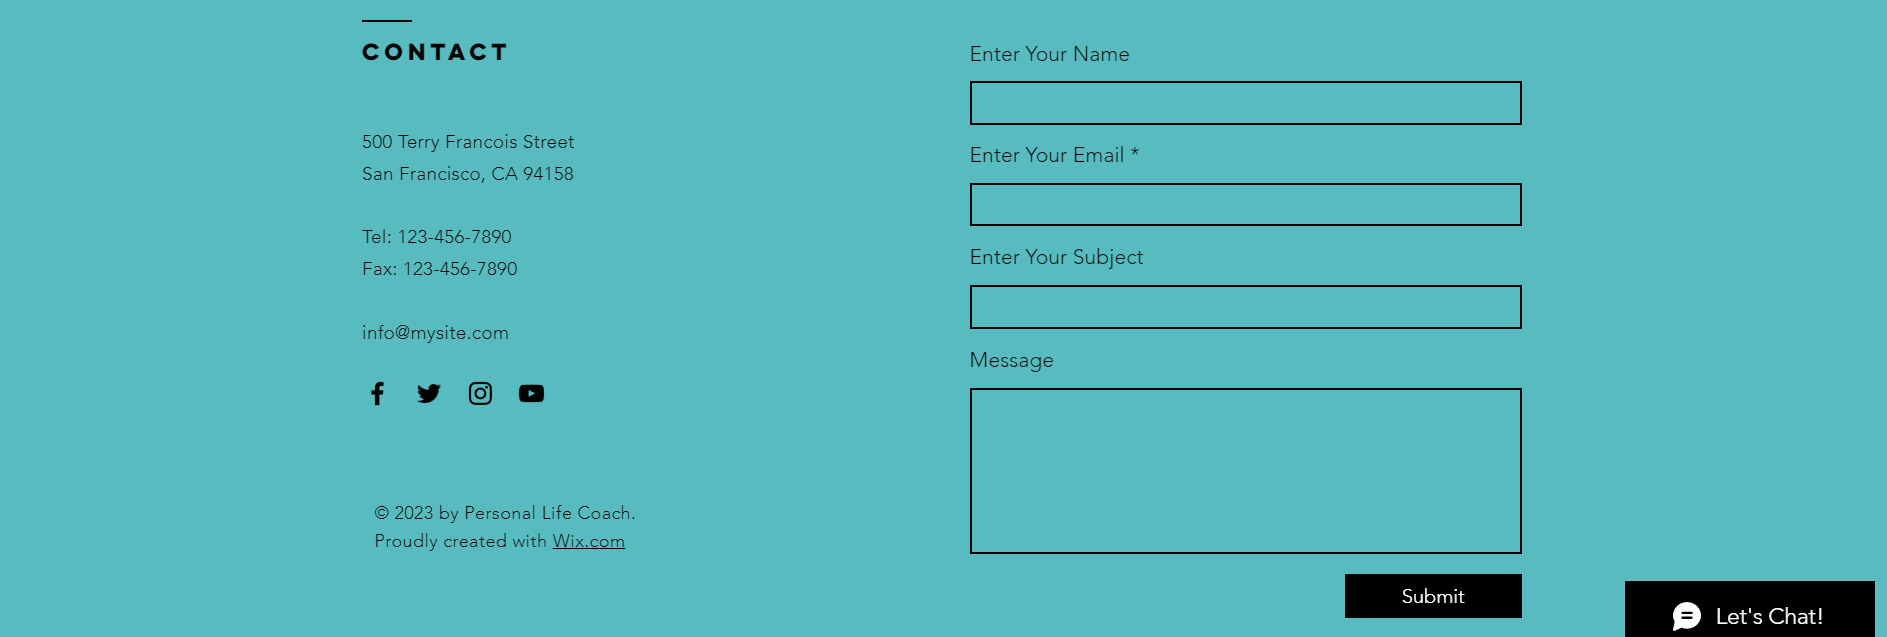 CONTACT
500 Terry Francois Street
San Francisco, CA 94158
Tel: 123-456-7890
Fax: 123-456-7890
info@mysite.com
© 2023 by Personal Life Coach.
Proudly created with Wix.com
Enter Your Name
Enter Your Email *
Enter Your Subject
Message
Submit
Let's Chat!